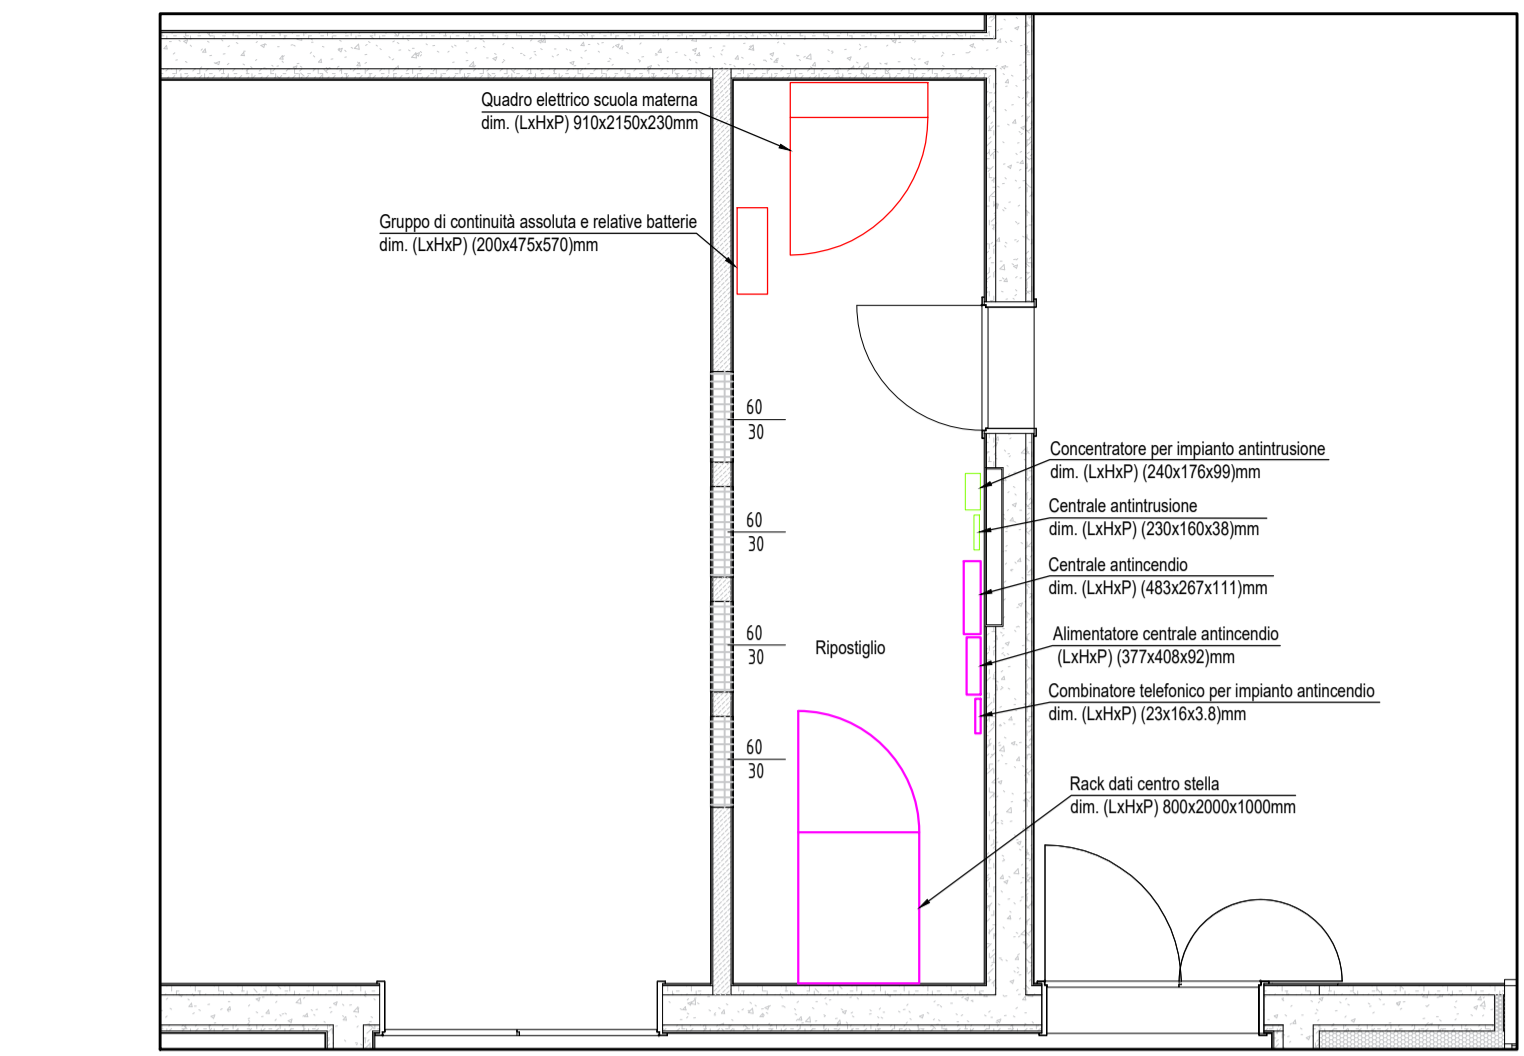 Quadro elettrico scuola materna
dim. (LxHxP) 910x2150x230mm
Gruppo di continuità assoluta e relative batterie
dim. (LxHxP) (200x475x570)mm
60
30
Concentratore per impianto antintrusione
dim. (LxHxP) (240x176x99)mm
Centrale antintrusione
dim. (LxHxP) (230x160x38)mm
60
30
Centrale antincendio
dim. (LxHxP) (483x267x111)mm
60
30
Ripostiglio
Alimentatore centrale antincendio
(LxHxP) (377x408x92)mm
Combinatore telefonico per impianto antincendio
dim. (LxHxP) (23x16x3.8)mm
60
30
Rack dati centro stella
dim. (LxHxP) 800x2000x1000mm